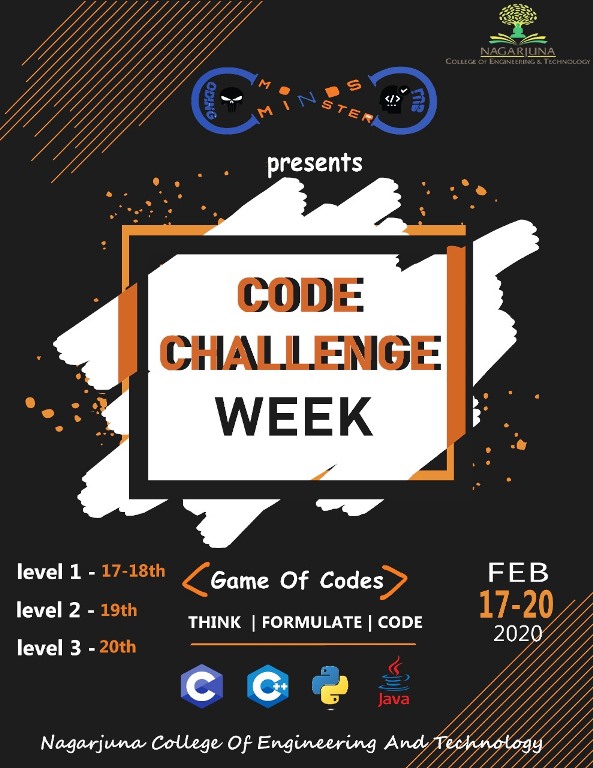 NAGARJUNA
COLLEGE OF ENGINEERING & TECHNOLOGY
CODING
MONDS
MINSTER
CLUB
presents
CODE
CHALLENGE
WEEK
level 1 - 17-18th
level 2 - 19th
level 3 - 20th
<Game Of Codes>
THINK | FORMULATE | CODE
FEB
17-20
2020
C
C++
Java
Nagarjuna College Of Engineering And Technology